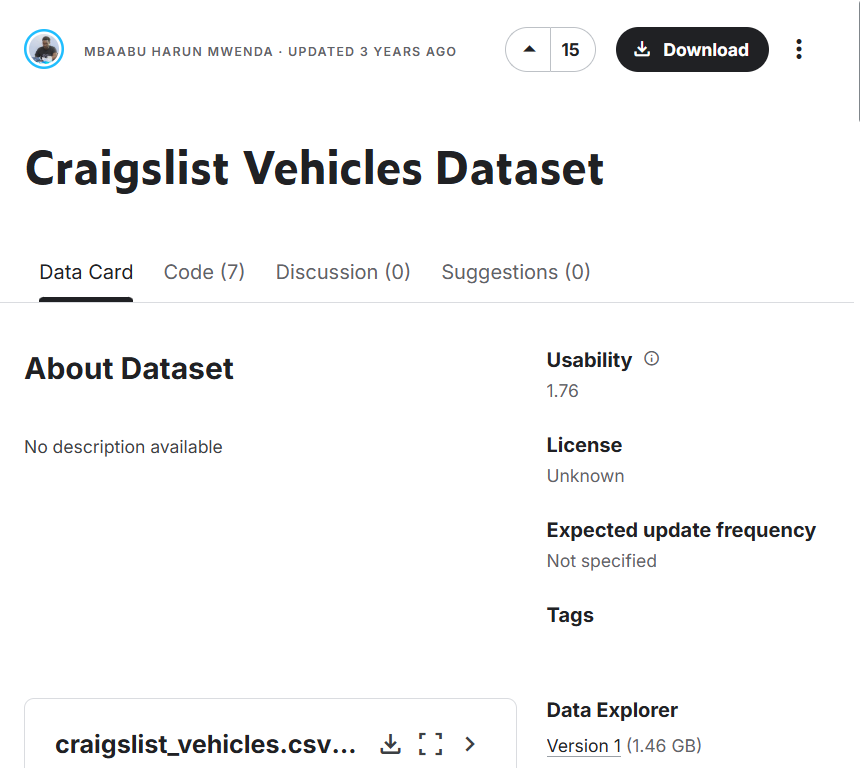 MBAABU HARUN MWENDA · UPDATED 3 YEARS AGO
15
Download
Craigslist Vehicles Dataset
Data Card
Code (7)
Discussion (0)
Suggestions (0)
About Dataset
No description available
Usability
1.76
License
Unknown
Expected update frequency
Not specified
Tags
craigslist_vehicles.csv...
Data Explorer
Version 1 (1.46 GB)